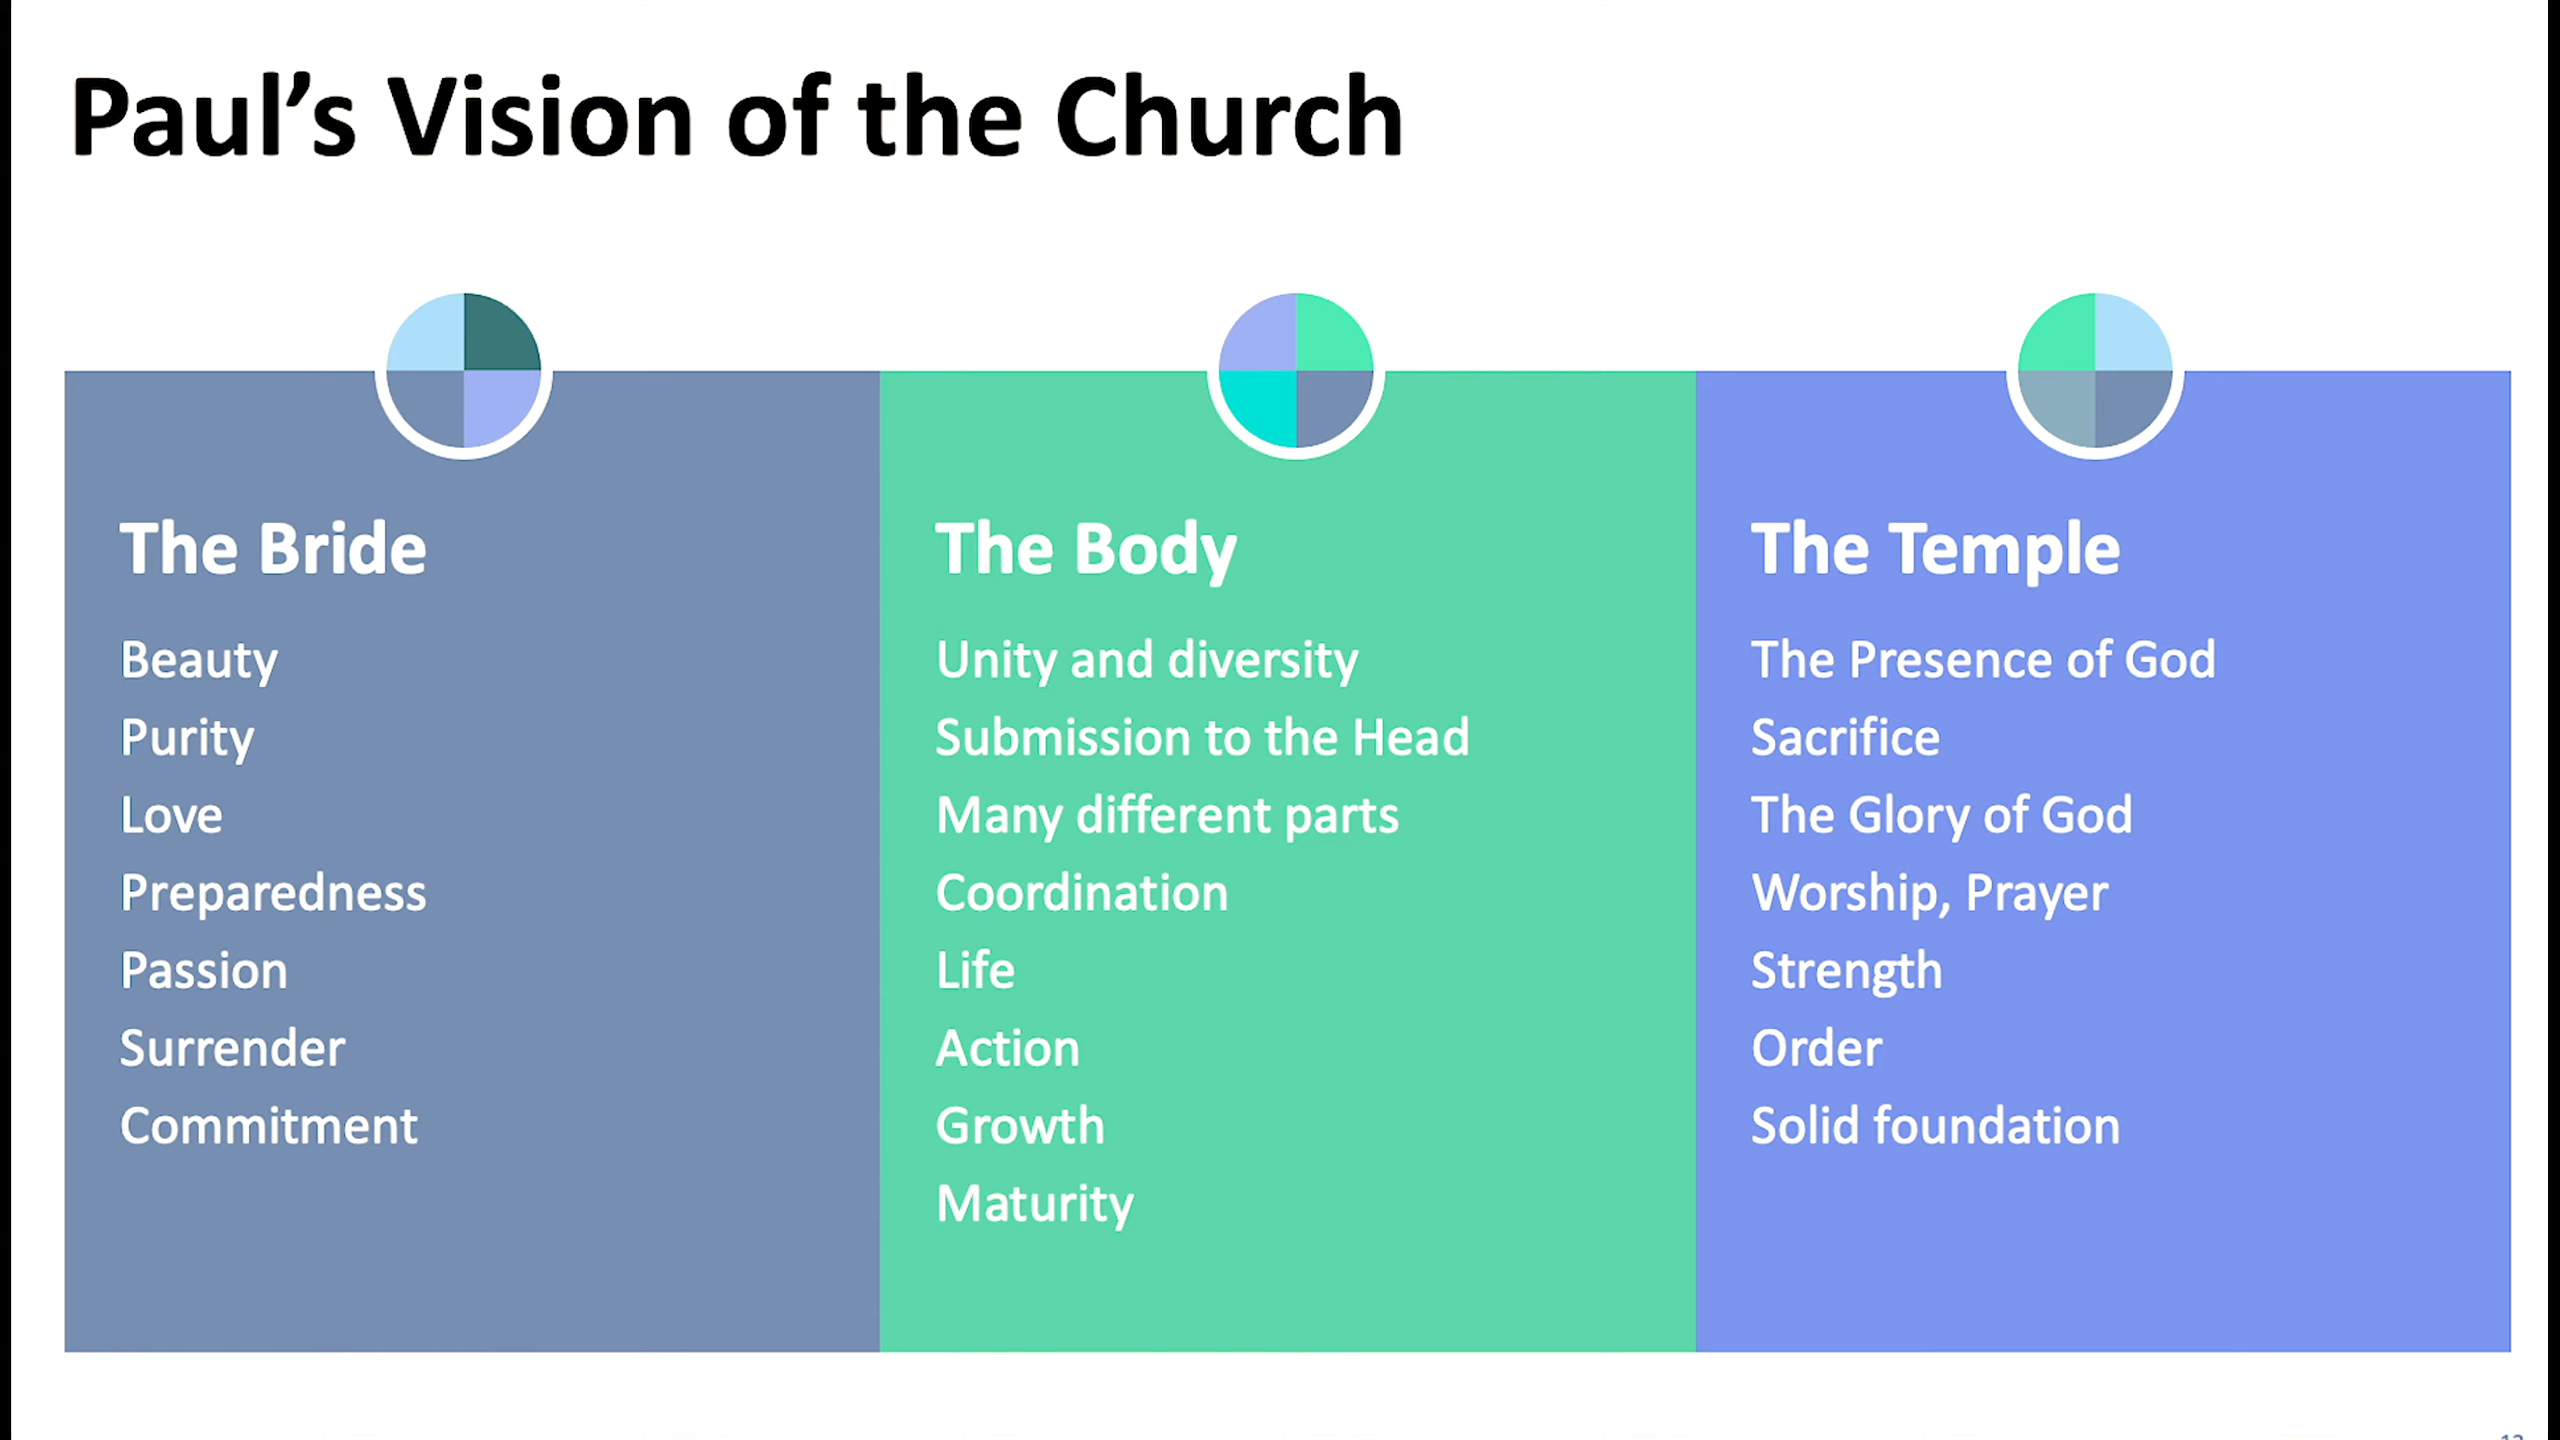 Paul’s Vision of the Church
The Bride
Beauty
Purity
Love
Preparedness
Passion
Surrender
Commitment
The Body
Unity and diversity
Submission to the Head
Many different parts
Coordination
Life
Action
Growth
Maturity
The Temple
The Presence of God
Sacrifice
The Glory of God
Worship, Prayer
Strength
Order
Solid foundation